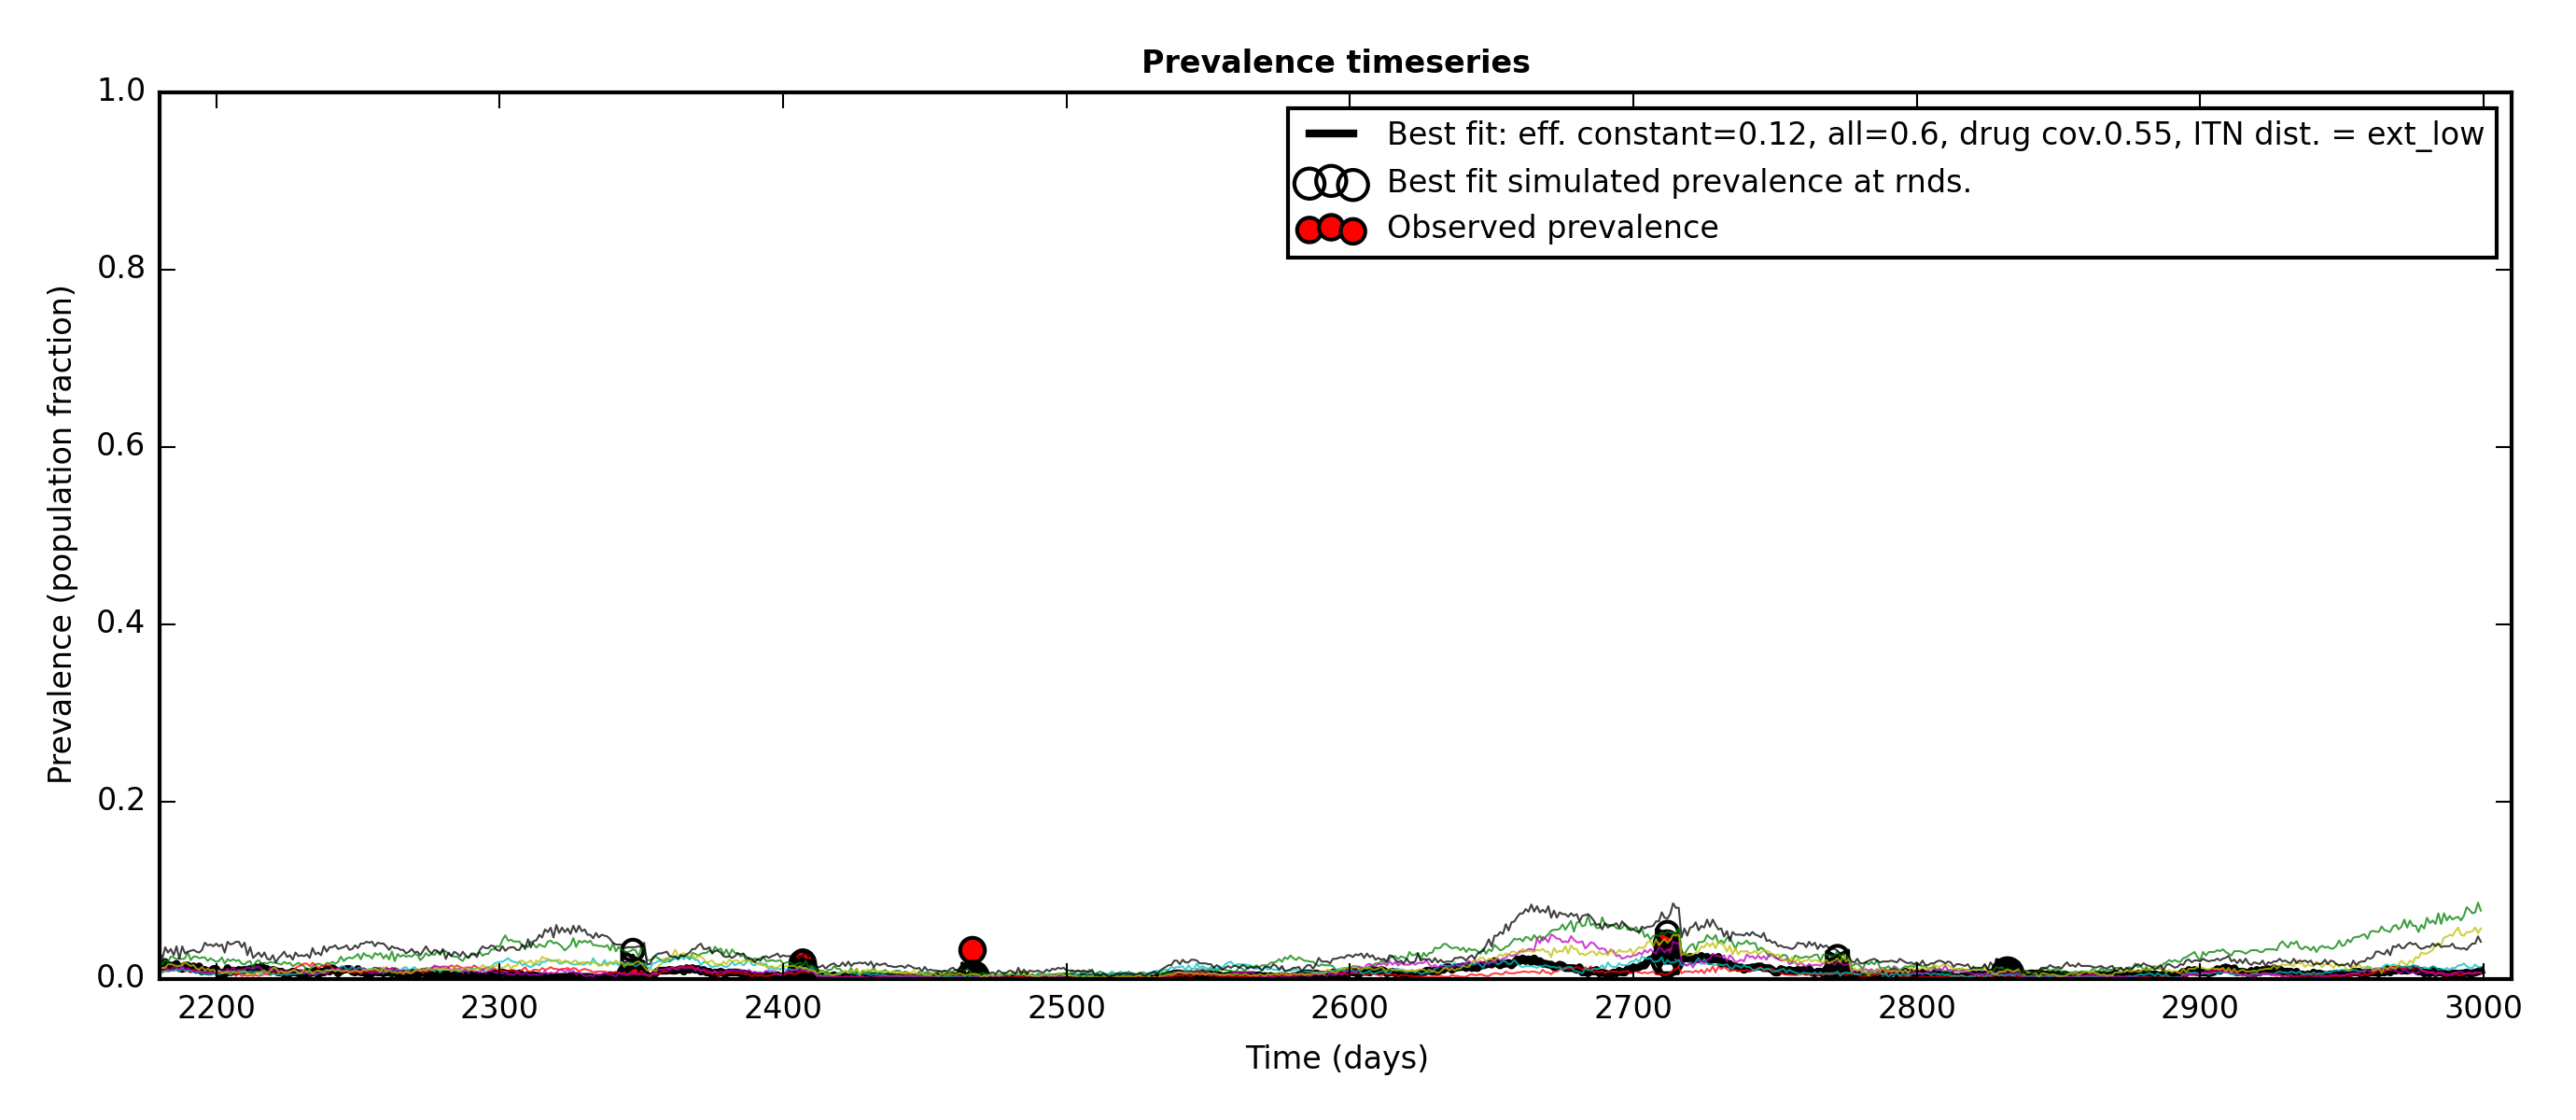 Prevalence timeseries
1.0
0.8
0.6
0.4
0.2
0.0
Prevalence (population fraction)
Best fit: eff. constant=0.12, all=0.6, drug cov.0.55, ITN dist. = ext_low
Best fit simulated prevalence at rnds.
Observed prevalence
2200 2300 2400 2500 2600 2700 2800 2900 3000
Time (days)